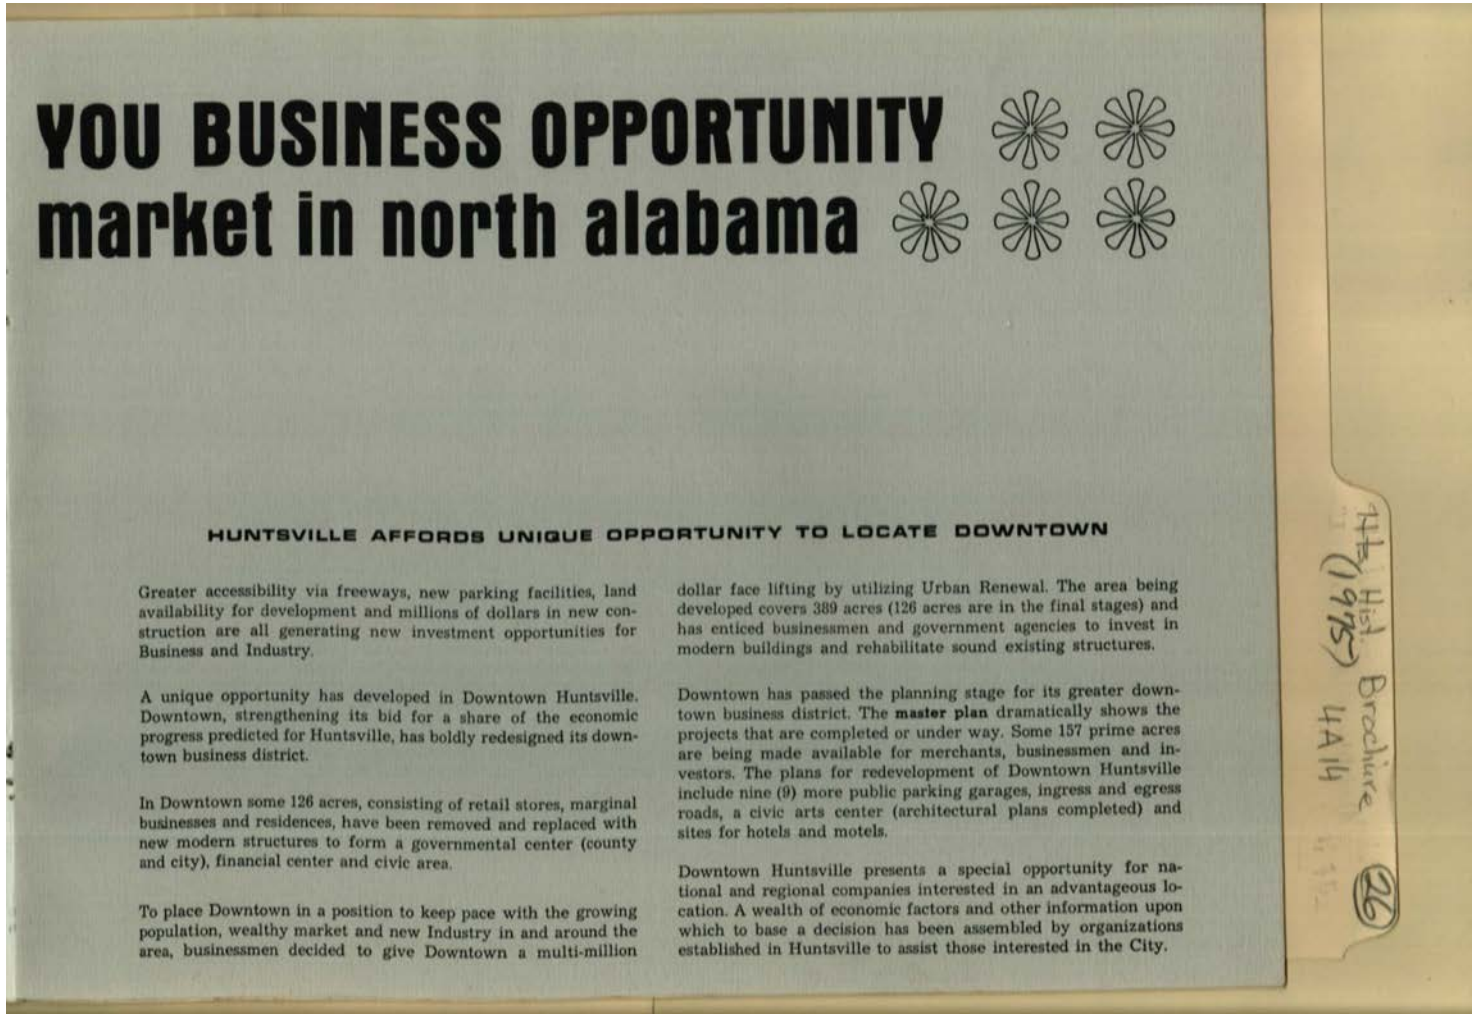 YOU BUSINESS OPPORTUNITY
market in north alabama
HUNTSVILLE AFFORDS UNIQUE OPPORTUNITY TO LOCATE DOWNTOWN
Greater accessibility via freeways, new parking facilities, land
availability for development and millions of dollars in new con-
struction are all generating new investment opportunities for
Business and Industry.
A unique opportunity has developed in Downtown Huntsville.
Downtown, strengthening its bid for a share of the economic
progress predicted for Huntsville, has boldly redesigned its down-
town business district.
In Downtown some 126 acres, consisting of retail stores, marginal
businesses and residences, have been removed and replaced with
new modern structures to form a governmental center (county
and city), financial center and civic area.
To place Downtown in a position to keep pace with the growing
population, wealthy market and new Industry in and around the
area, businessmen decided to give Downtown a multi-million
dollar face lifting by utilizing Urban Renewal. The area being
developed covers 389 acres (126 acres are in the final stages) and
has enticed businessmen and government agencies to invest in
modern buildings and rehabilitate sound existing structures.
Downtown has passed the planning stage for its greater down-
town business district. The master plan dramatically shows the
projects that are completed or under way. Some 157 prime acres
are being made available for merchants, businessmen and in-
vestors. The plans for redevelopment of Downtown Huntsville
include nine (9) more public parking garages, ingress and egress
roads, a civic arts center (architectural plans completed) and
sites for hotels and motels.
Downtown Huntsville presents a special opportunity for na-
tional and regional companies interested in an advantageous lo-
cation. A wealth of economic factors and other information upon
which to base a decision has been assembled by organizations
established in Huntsville to assist those interested in the City.
Hist. Brochure 26
(1975) 4A14